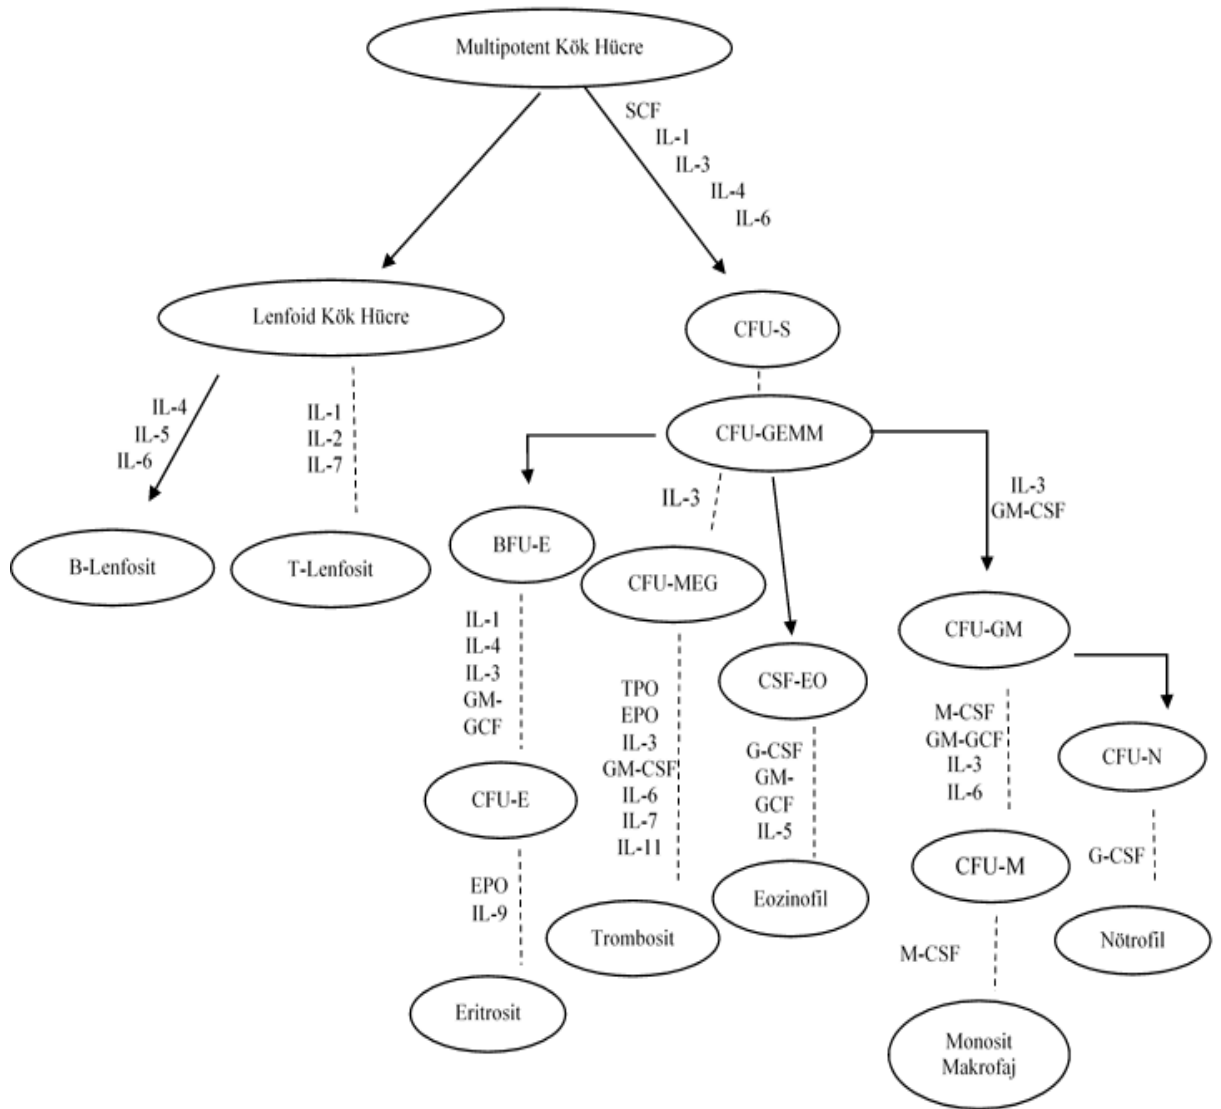 Multipotent Kök Hücre
SCF
IL-1
IL-3
IL-4
IL-6
Lenfoid Kök Hücre
CFU-S
IL-4
IL-5
IL-6
IL-1
IL-2
IL-7
CFU-GEMM
IL-3
IL-3
GM-CSF
B-Lenfosit
T-Lenfosit
BFU-E
CFU-MEG
CFU-GM
CSF-EO
IL-1
IL-4
IL-3
GM-
GCF
TPO
EPO
IL-3
GM-CSF
IL-6
IL-7
IL-11
G-CSF
GM-
GCF
IL-5
M-CSF
GM-GCF
IL-3
IL-6
CFU-N
CFU-E
CFU-M
G-CSF
EPO
IL-9
Trombosit
Eozinofil
M-CSF
Nötrofil
Eritrosit
Monosit
Makrofaj